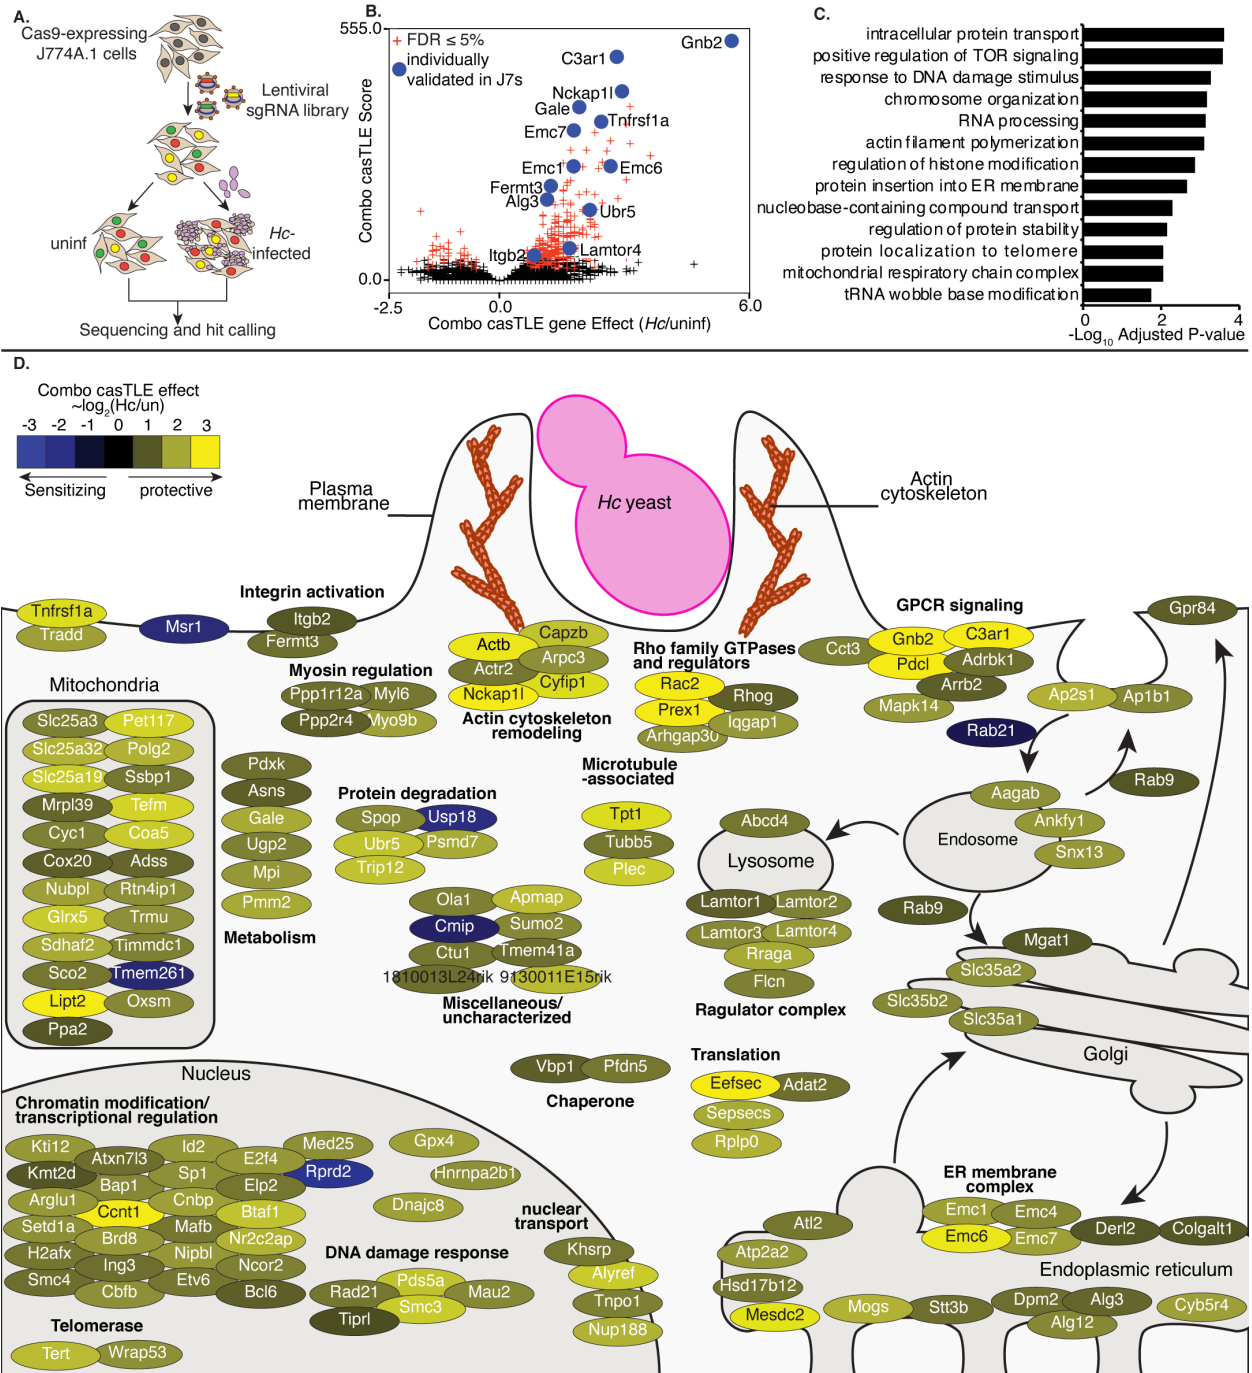 A.
Cas9-expressing
J774A.1 cells
Lentiviral
sgRNA library
uninf
Hc-
infected
Sequencing and hit calling
B.
555.0
0.0
Combo casTLE Score
+ FDR ≤ 5%
individually
validated in J7s
Gnb2
C3ar1
Nckap1l
Gale
Tnfrsf1a
Emc7
Emc1
Emc6
Fermt3
Alg3
Ubr5
Itgb2
Lamtor4
-2.5
0.0
6.0
Combo casTLE gene Effect (Hc/uninf)
C.
intracellular protein transport
positive regulation of TOR signaling
response to DNA damage stimulus
chromosome organization
RNA processing
actin filament polymerization
regulation of histone modification
protein insertion into ER membrane
nucleobase-containing compound transport
regulation of protein stability
protein localization to telomere
mitochondrial respiratory chain complex
tRNA wobble base modification
0 2 4
-Log10 Adjusted P-value
D.
Combo casTLE effect
~log2(Hc/un)
-3 -2 -1 0 1 2 3
Sensitizing
protective
Plasma
membrane
Hc yeast
Actin
cytoskeleton
Tnfrsf1a
Tradd
Msr1
Integrin activation
Itgb2
Fermt3
Myosin regulation
Ppp1r12a Myl6
Ppp2r4 Myo9b
Actb
Capzb
Actr2
Arpc3
Nckap1l
Cyfip1
Actin cytoskeleton
remodeling
Rho family GTPases
and regulators
Rac2
Rhog
Prex1
Iqgap1
Arhgap30
GPCR signaling
Cct3
Gnb2
C3ar1
Pdcl
Adrbk1
Arrb2
Mapk14
Gpr84
Ap2s1
Ap1b1
Rab21
Rab9
Aagab
Ankfy1
Snx13
Endosome
Rab9
Mitochondria
Slc25a3 Pet117
Slc25a32 Polg2
Slc25a19 Ssbp1
Mrpl39 Tefm
Cyc1 Coa5
Cox20 Adss
Nubpl Rtn4ip1
Glrx5 Trmu
Sdhaf2 Timmdc1
Sco2 Tmem261
Lipt2 Oxsm
Ppa2
Pdxk
Asns
Gale
Ugp2
Mpi
Pmm2
Metabolism
Protein degradation
Spop Usp18
Ubr5 Psmd7
Trip12
Microtubule
-associated
Tpt1
Tubb5
Plec
Ola1 Apmap
Cmip Sumo2
Ctu1 Tmem41a
1810013L24rik 9130011E15rik
Miscellaneous/
uncharacterized
Abcd4
Lysosome
Lamtor1 Lamtor2
Lamtor3 Lamtor4
Rraga
Flcn
Ragulator complex
Mgat1
Slc35a2
Slc35b2
Slc35a1
Golgi
Vbp1 Pfdn5
Chaperone
Translation
Eefsec Adat2
Sepsecs
Rplp0
Nucleus
Chromatin modification/
transcriptional regulation
Kti12
Atxn7l3
Id2
E2f4
Med25
Kmt2d
Bap1
Sp1
Elp2
Rprd2
Arglu1
Ccnt1
Cnbp
Btaf1
Setd1a
Brd8
Mafb
Nr2c2ap
H2afx
Ing3
Nipbl
Ncor2
Smc4
Cbfb
Etv6
Bcl6
Gpx4
Hnrnpa2b1
Dnajc8
DNA damage response
Rad21
Pds5a
Mau2
Tiprl
Smc3
nuclear
transport
Khsrp
Alyref
Tnpo1
Nup188
Telomerase
Tert Wrap53
ER membrane
complex
Emc1 Emc4
Emc6 Emc7
Derl2 Colgalt1
Atl2
Atp2a2
Hsd17b12
Mesdc2
Endoplasmic reticulum
Mogs Stt3b
Dpm2 Alg3
Alg12
Cyb5r4